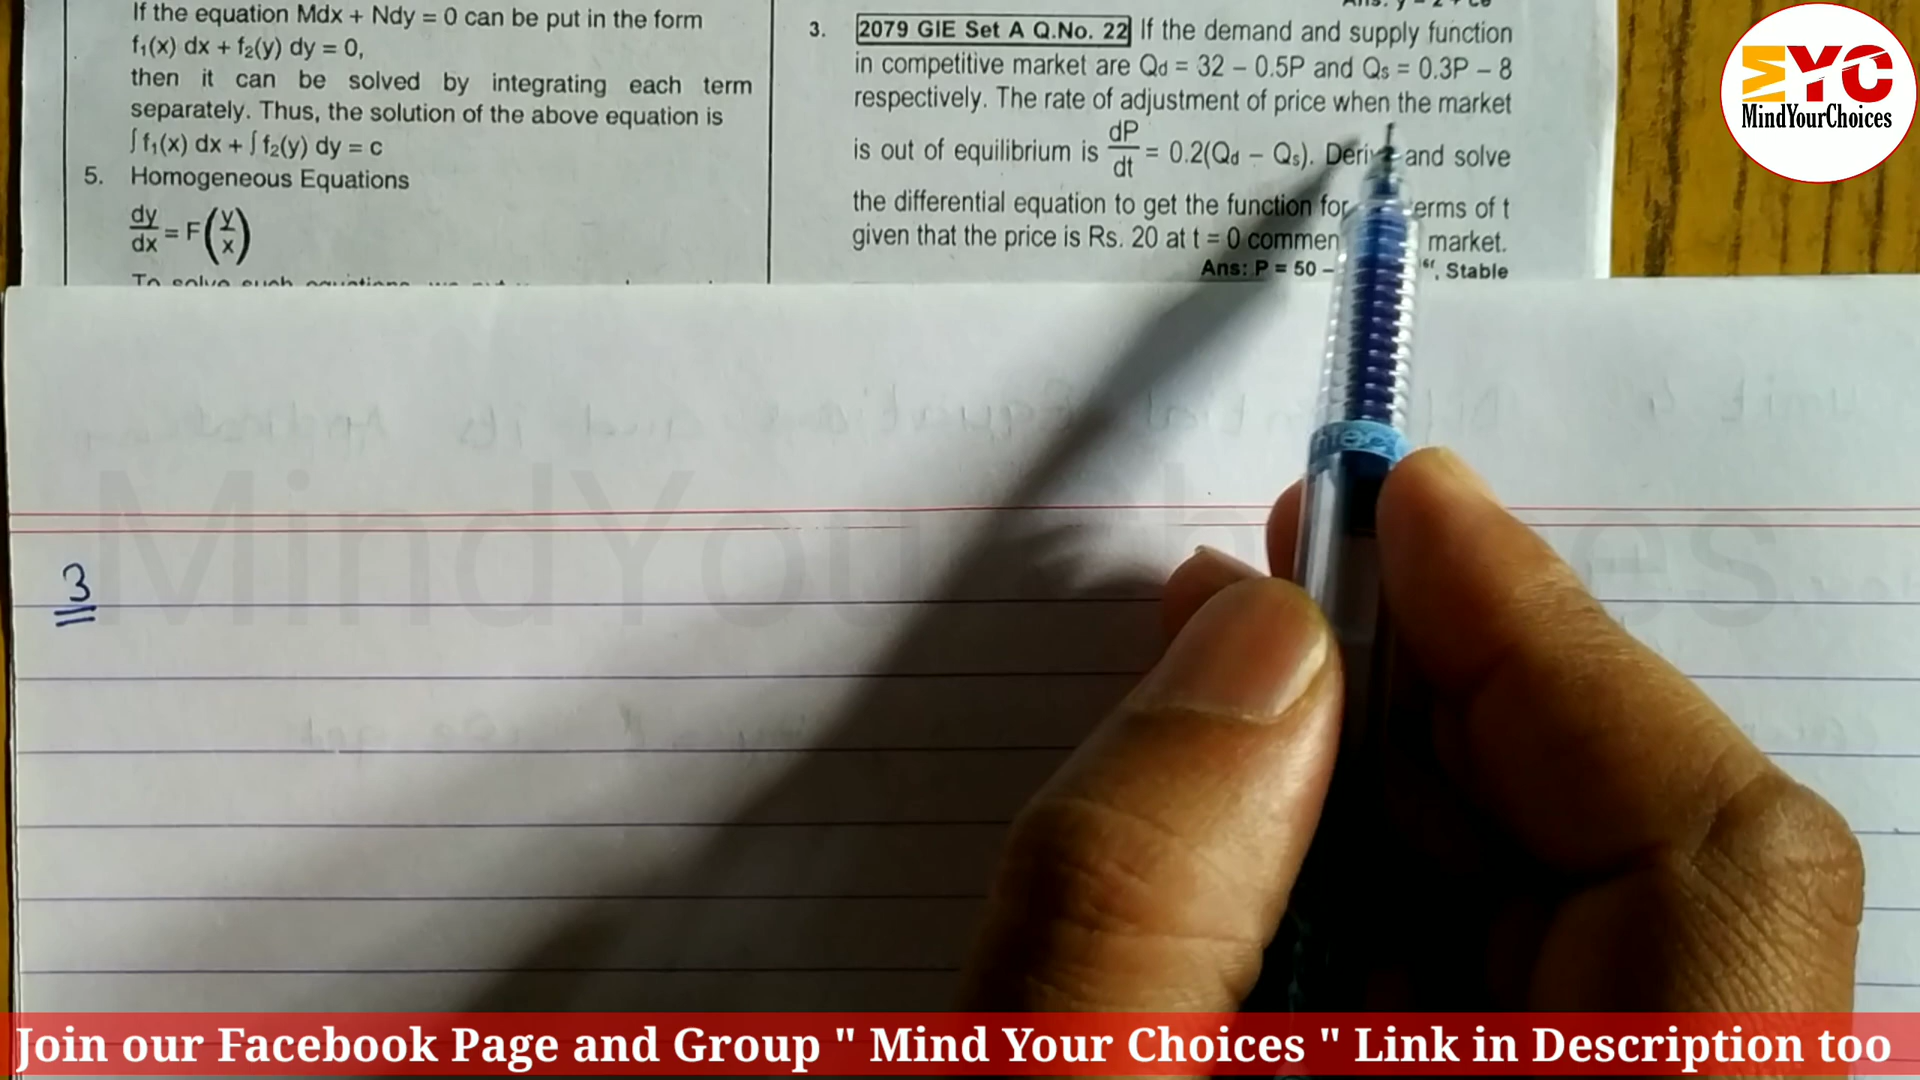 If the equation Mdx + Ndy = 0 can be put in the form
f₁(x) dx + f₂(y) dy = 0,
then it can be solved by integrating each term
separately. Thus, the solution of the above equation is
∫ f₁(x) dx + ∫ f₂(y) dy = c
5. Homogeneous Equations
dy/dx = F(y/x)
3. 2079 GIE Set A Q.No. 22 If the demand and supply function
in competitive market are Qd = 32 – 0.5P and Qs = 0.3P – 8
respectively. The rate of adjustment of price when the market
is out of equilibrium is dP/dt = 0.2(Qd – Qs). and solve
the differential equation to get the function for terms of t
given that the price is Rs. 20 at t = 0 market.
Ans: P = 50 – , Stable
MYC
MindYourChoices
3
Join our Facebook Page and Group " Mind Your Choices " Link in Description too